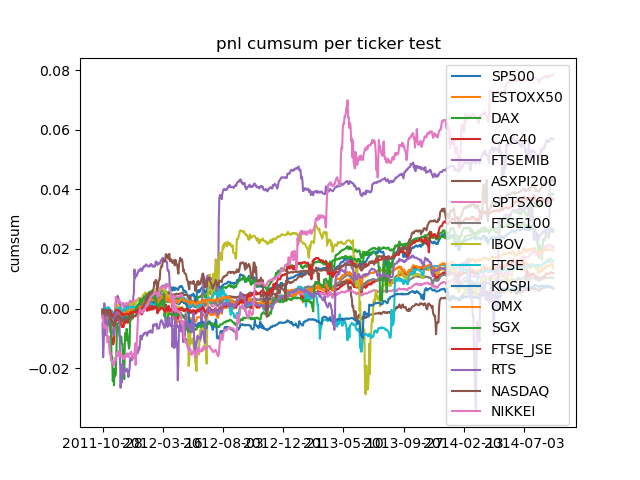 pnl cumsum per ticker test
cumsum
0.08
0.06
0.04
0.02
0.00
−0.02
SP500
ESTOXX50
DAX
CAC40
FTSEMIB
ASXPI200
SPTSX60
FTSE100
IBOV
FTSE
KOSPI
OMX
SGX
FTSE_JSE
RTS
NASDAQ
NIKKEI
2011-10-28 2012-03-16 2012-08-03 2012-12-21 2013-05-10 2013-09-27 2014-02-13 2014-07-03